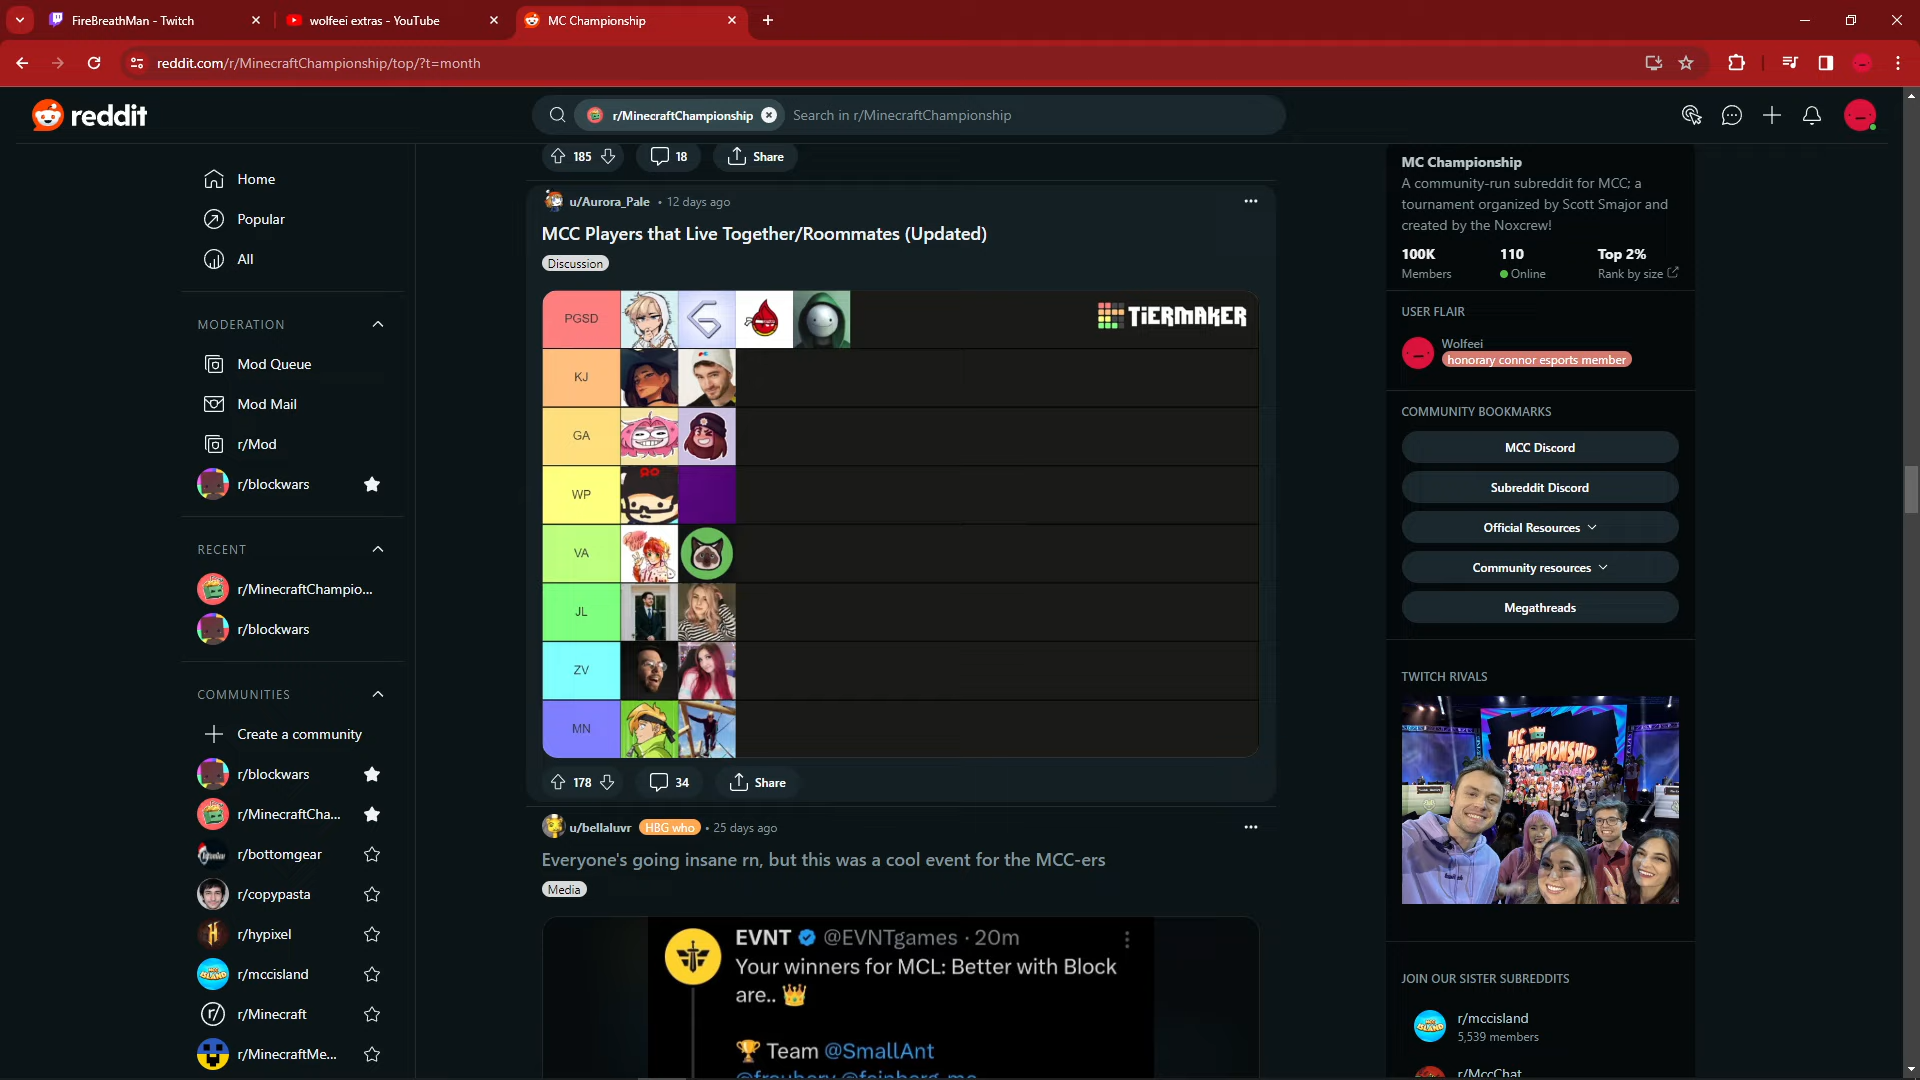 FireBreathMan - Twitch
wolfeei extras - YouTube
MC Championship
reddit.com/r/MinecraftChampionship/top/?t=month
reddit
r/MinecraftChampionship
Search in r/MinecraftChampionship
Home
Popular
All
MODERATION
Mod Queue
Mod Mail
r/Mod
r/blockwars
RECENT
r/MinecraftChampio...
r/blockwars
COMMUNITIES
Create a community
r/blockwars
r/MinecraftCha...
r/bottomgear
r/copypasta
r/hypixel
r/mccisland
r/Minecraft
r/MinecraftMe...
185
18
Share
u/Aurora_Pale • 12 days ago
MCC Players that Live Together/Roommates (Updated)
Discussion
PGSD
TIERMAKER
KJ
GA
WP
VA
JL
ZV
MN
178
34
Share
u/bellaluvr HBG who • 25 days ago
Everyone's going insane rn, but this was a cool event for the MCC-ers
Media
EVNT @EVNTgames · 20m
Your winners for MCL: Better with Block
are.. 👑
🏆 Team @SmallAnt
MC Championship
A community-run subreddit for MCC; a
tournament organized by Scott Smajor and
created by the Noxcrew!
100K
Members
110
Online
Top 2%
Rank by size
USER FLAIR
Wolfeei
honorary connor esports member
COMMUNITY BOOKMARKS
MCC Discord
Subreddit Discord
Official Resources
Community resources
Megathreads
TWITCH RIVALS
MC
CHAMPIONSHIP
JOIN OUR SISTER SUBREDDITS
r/mccisland
5,539 members
r/MccChat